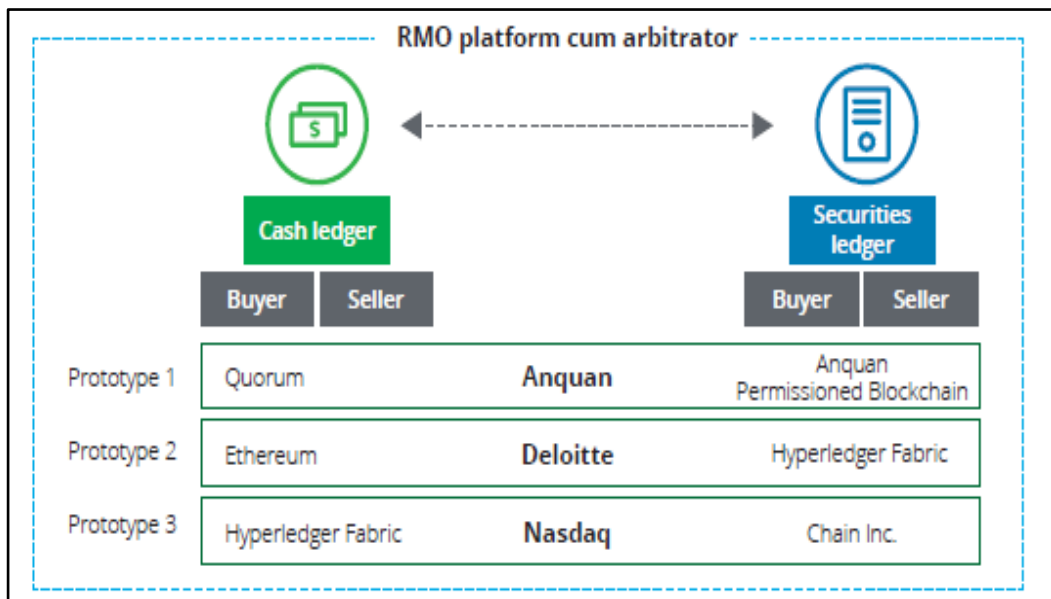 RMO platform cum arbitrator
$
Cash ledger
Securities
ledger
Buyer Seller
Buyer Seller
Prototype 1 Quorum Anquan Anquan
Permissioned Blockchain
Prototype 2 Ethereum Deloitte Hyperledger Fabric
Prototype 3 Hyperledger Fabric Nasdaq Chain Inc.